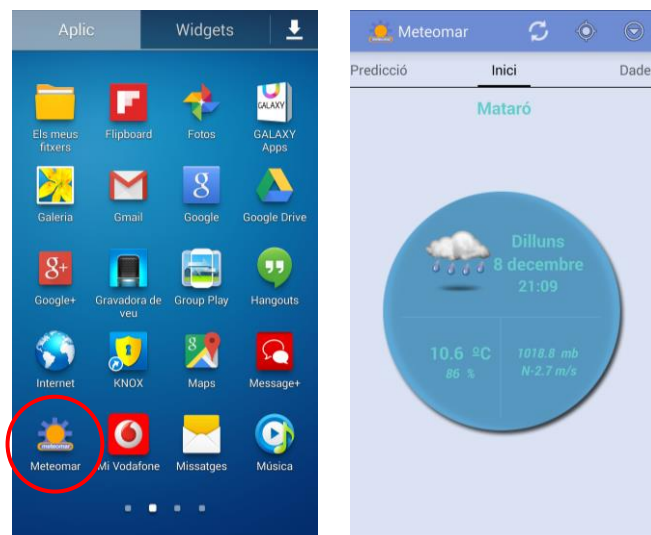 Aplic
Widgets
Els meus
fitxers
Flipboard
Fotos
GALAXY
GALAXY
Apps
Galeria
Gmail
Google
Google Drive
Google+
Gravadora de
veu
Group Play
Hangouts
Internet
KNOX
Maps
Message+
meteomar
Meteomar
Mi Vodafone
Missatges
Música
Meteomar
Predicció
Inici
Dade
Mataró
Dilluns
8 decembre
21:09
10.6 ºC
86 %
1018.8 mb
N-2.7 m/s